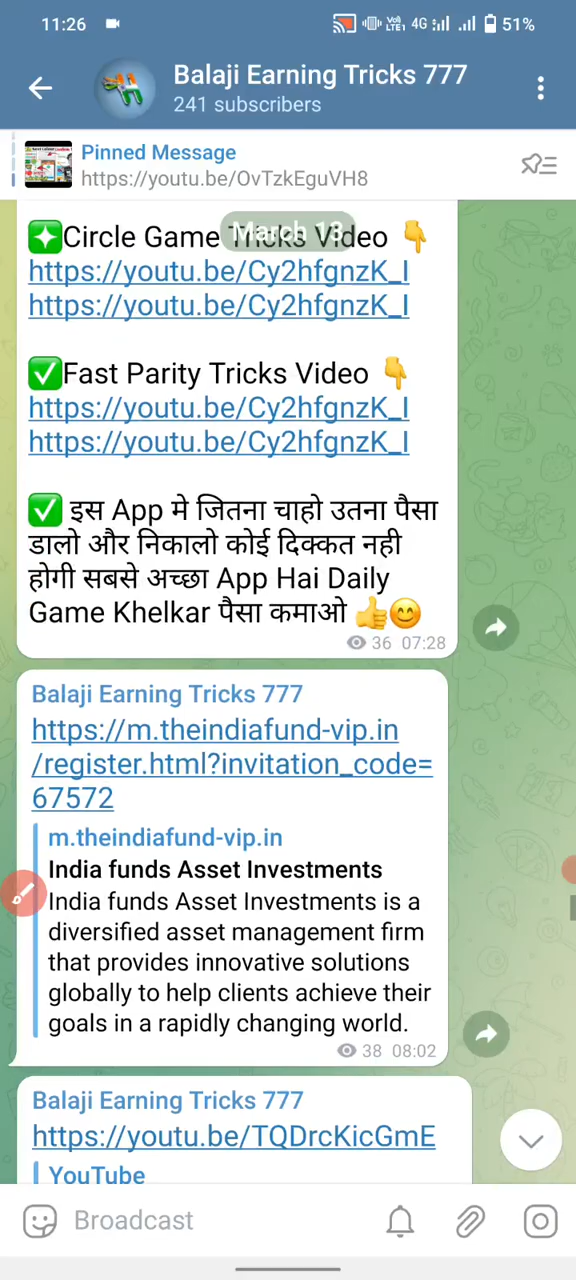 11:26
4G
51%
Balaji Earning Tricks 777
241 subscribers
Pinned Message
https://youtu.be/OvTzkEguVH8
March 13
Circle Game Tricks Video
https://youtu.be/Cy2hfgnzK_I
https://youtu.be/Cy2hfgnzK_I
Fast Parity Tricks Video
https://youtu.be/Cy2hfgnzK_I
https://youtu.be/Cy2hfgnzK_I
इस App मे जितना चाहो उतना पैसा
डालो और निकालो कोई दिक्कत नही
होगी सबसे अच्छा App Hai Daily
Game Khelkar पैसा कमाओ
36 07:28
Balaji Earning Tricks 777
https://m.theindiafund-vip.in
/register.html?invitation_code=
67572
m.theindiafund-vip.in
India funds Asset Investments
India funds Asset Investments is a
diversified asset management firm
that provides innovative solutions
globally to help clients achieve their
goals in a rapidly changing world.
38 08:02
Balaji Earning Tricks 777
https://youtu.be/TQDrcKicGmE
YouTube
Broadcast